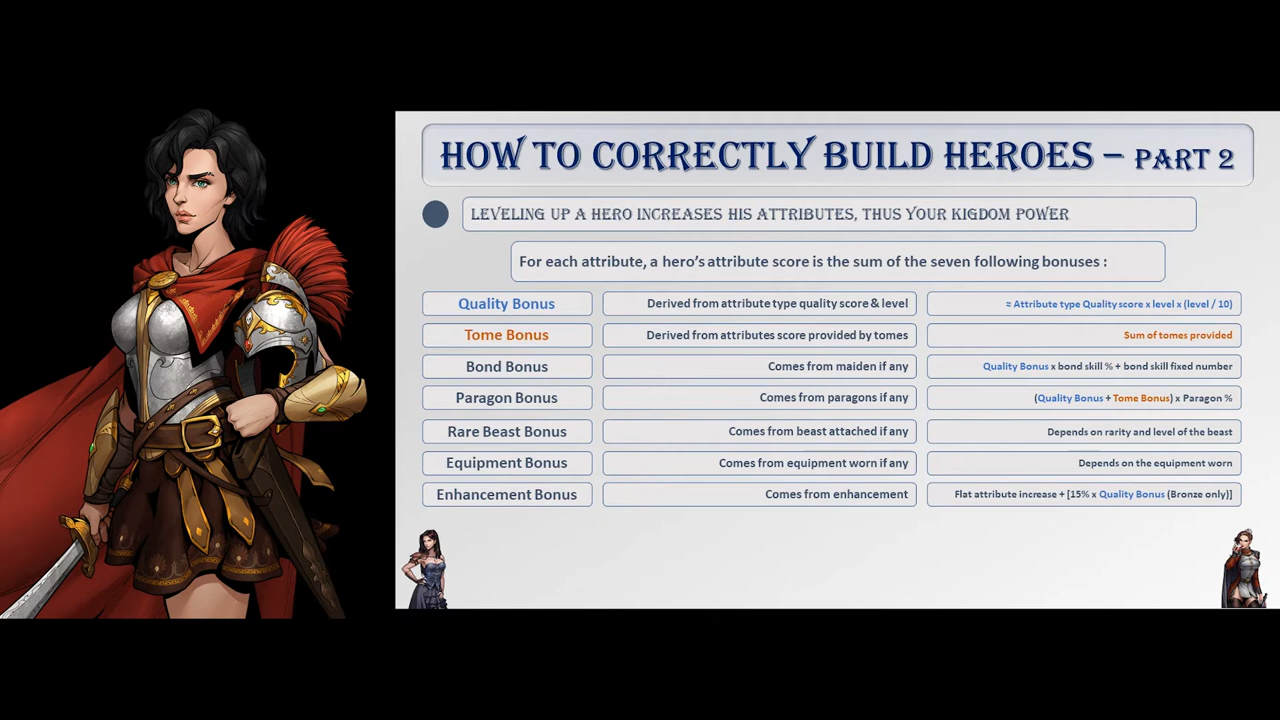 HOW TO CORRECTLY BUILD HEROES – PART 2
LEVELING UP A HERO INCREASES HIS ATTRIBUTES, THUS YOUR KIGDOM POWER
For each attribute, a hero's attribute score is the sum of the seven following bonuses :
Quality Bonus Derived from attribute type quality score & level ≈ Attribute type Quality score x level x (level / 10)
Tome Bonus Derived from attributes score provided by tomes Sum of tomes provided
Bond Bonus Comes from maiden if any Quality Bonus x bond skill % + bond skill fixed number
Paragon Bonus Comes from paragons if any (Quality Bonus + Tome Bonus) x Paragon %
Rare Beast Bonus Comes from beast attached if any Depends on rarity and level of the beast
Equipment Bonus Comes from equipment worn if any Depends on the equipment worn
Enhancement Bonus Comes from enhancement Flat attribute increase + [15% x Quality Bonus (Bronze only)]